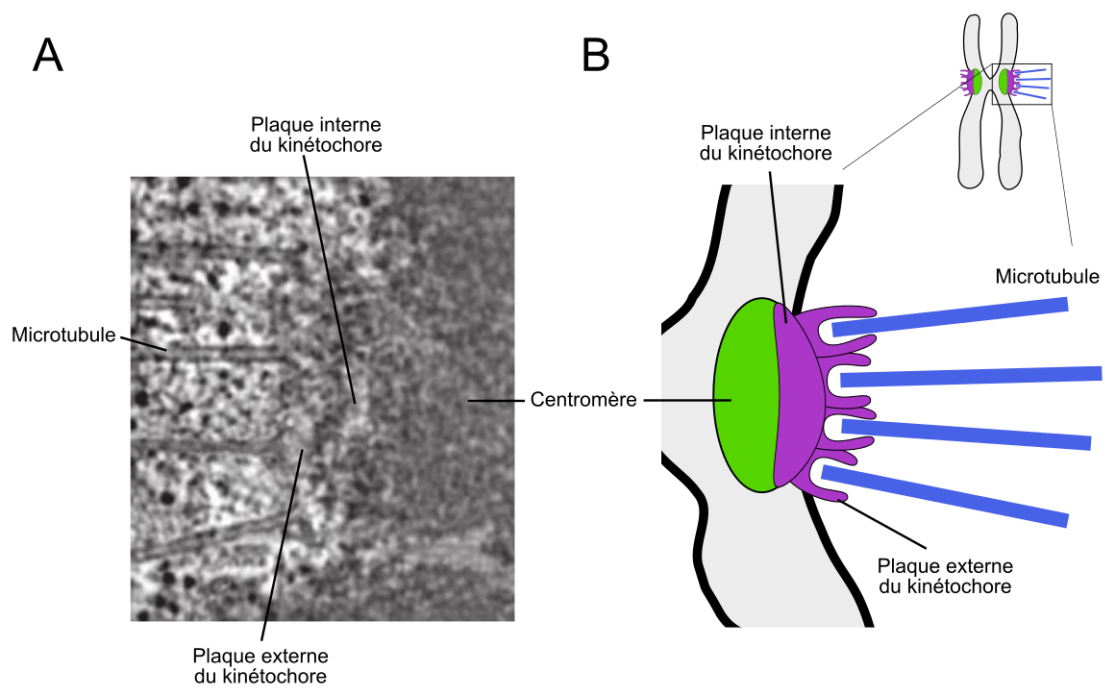 A
Plaque interne
du kinétochore
Microtubule
Plaque externe
du kinétochore
Centromère
B
Plaque interne
du kinétochore
Microtubule
Plaque externe
du kinétochore